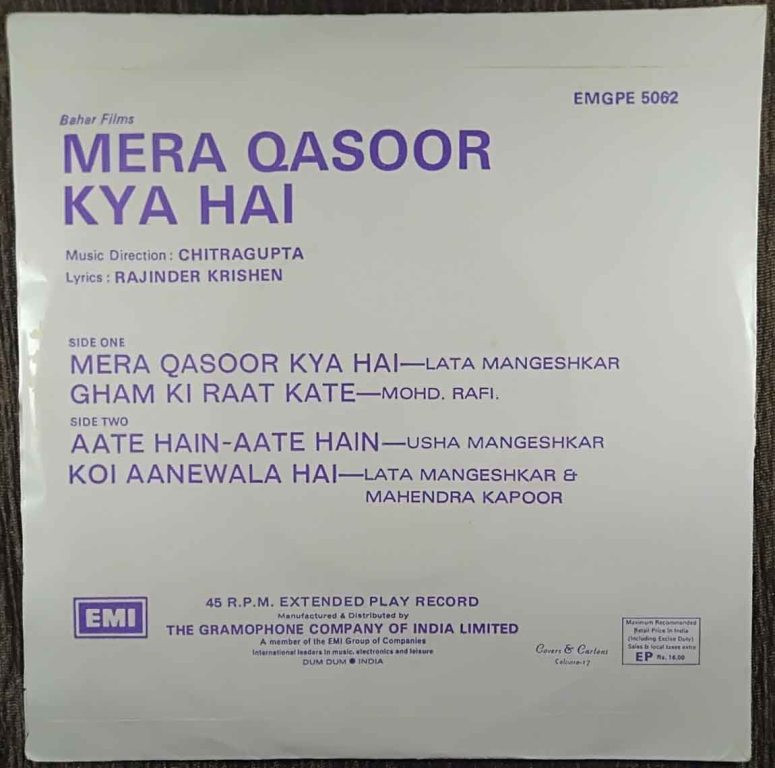 EMGPE 5062
Bahar Films
MERA QASOOR
KYA HAI
Music Direction : CHITRAGUPTA
Lyrics : RAJINDER KRISHEN
SIDE ONE
MERA QASOOR KYA HAI—LATA MANGESHKAR
GHAM KI RAAT KATE—MOHD. RAFI.
SIDE TWO
AATE HAIN-AATE HAIN—USHA MANGESHKAR
KOI AANEWALA HAI—LATA MANGESHKAR &
MAHENDRA KAPOOR
EMI
45 R.P.M. EXTENDED PLAY RECORD
Manufactured & Distributed by
THE GRAMOPHONE COMPANY OF INDIA LIMITED
A member of the EMI Group of Companies
International leaders in music, electronics and leisure
DUM DUM ● INDIA
Covers & Cartons
Calcutta-17
Maximum Recommended
Retail Price in India
(Including Excise Duty)
Sales & local taxes extra
EP Rs. 16.00